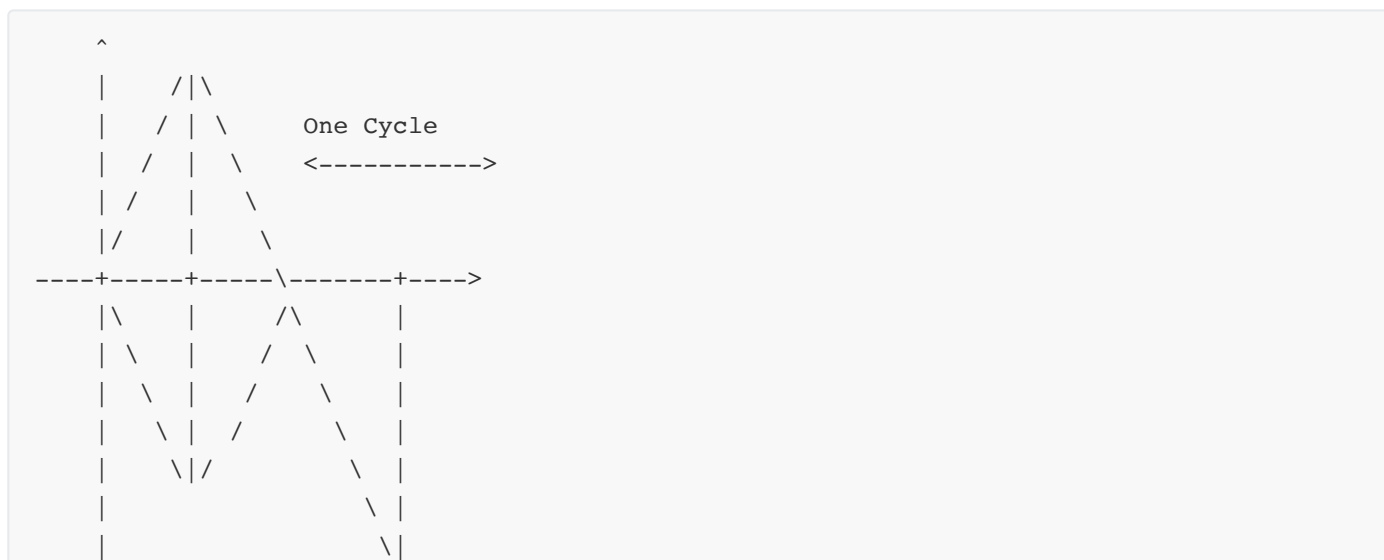 ^
|    /|\
|   / | \     One Cycle
|  /  |  \    <----------->
| /   |   \
|/    |    \
----+-----+-----\-------+---->
|\    |     /\      |
| \   |    /  \     |
|  \  |   /    \    |
|   \ |  /      \   |
|    \|/         \  |
|                 \ |
|                  \|